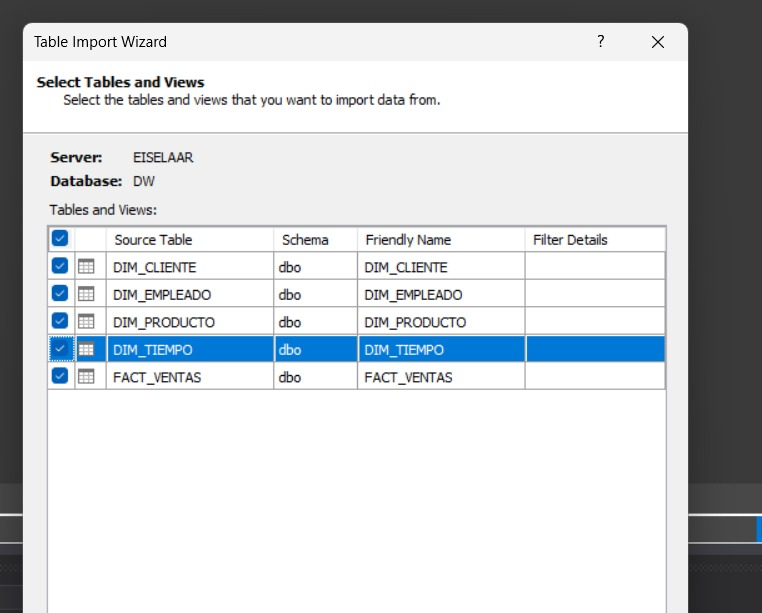 Table Import Wizard ?
Select Tables and Views
Select the tables and views that you want to import data from.
Server: EISELAAR
Database: DW
Tables and Views:
Source Table Schema Friendly Name Filter Details
DIM_CLIENTE dbo DIM_CLIENTE
DIM_EMPLEADO dbo DIM_EMPLEADO
DIM_PRODUCTO dbo DIM_PRODUCTO
DIM_TIEMPO dbo DIM_TIEMPO
FACT_VENTAS dbo FACT_VENTAS